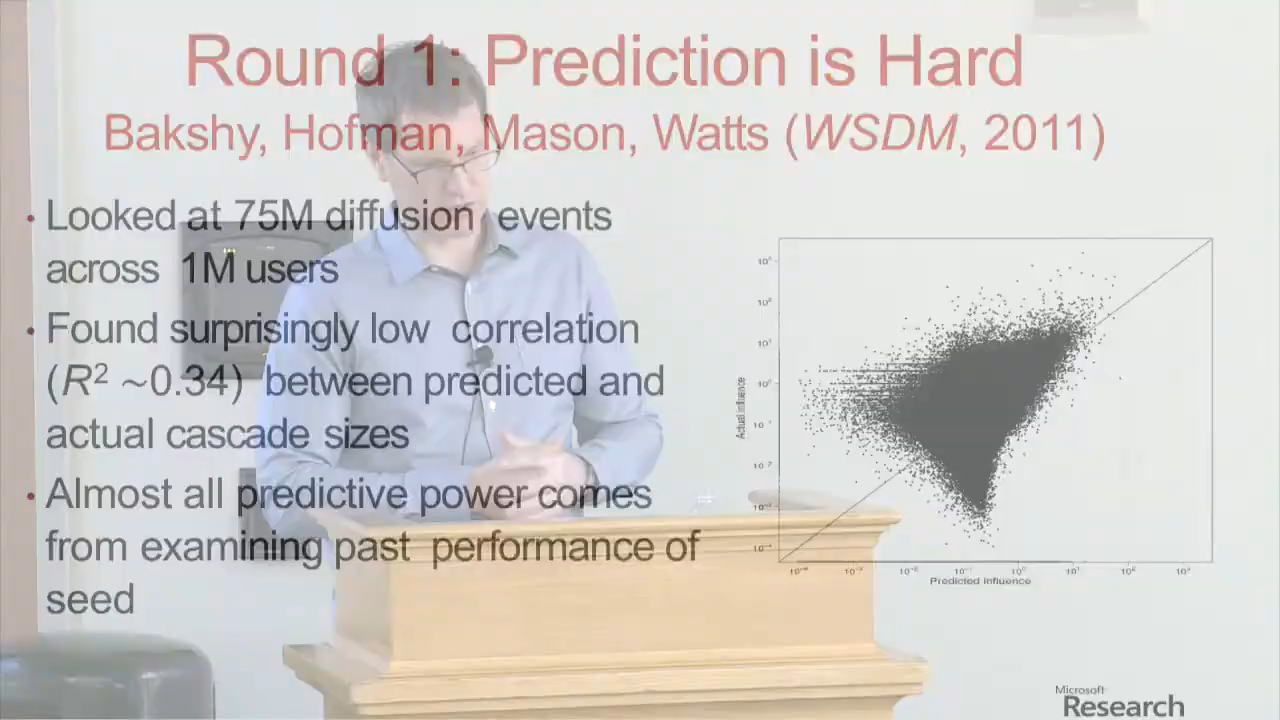 Round 1: Prediction is Hard
Bakshy, Hofman, Mason, Watts (WSDM, 2011)
• Looked at 75M diffusion events
across 1M users
• Found surprisingly low correlation
(R² ~0.34) between predicted and
actual cascade sizes
• Almost all predictive power comes
from examining past performance of
seed
Actual influence
Predicted Influence
Microsoft
Research